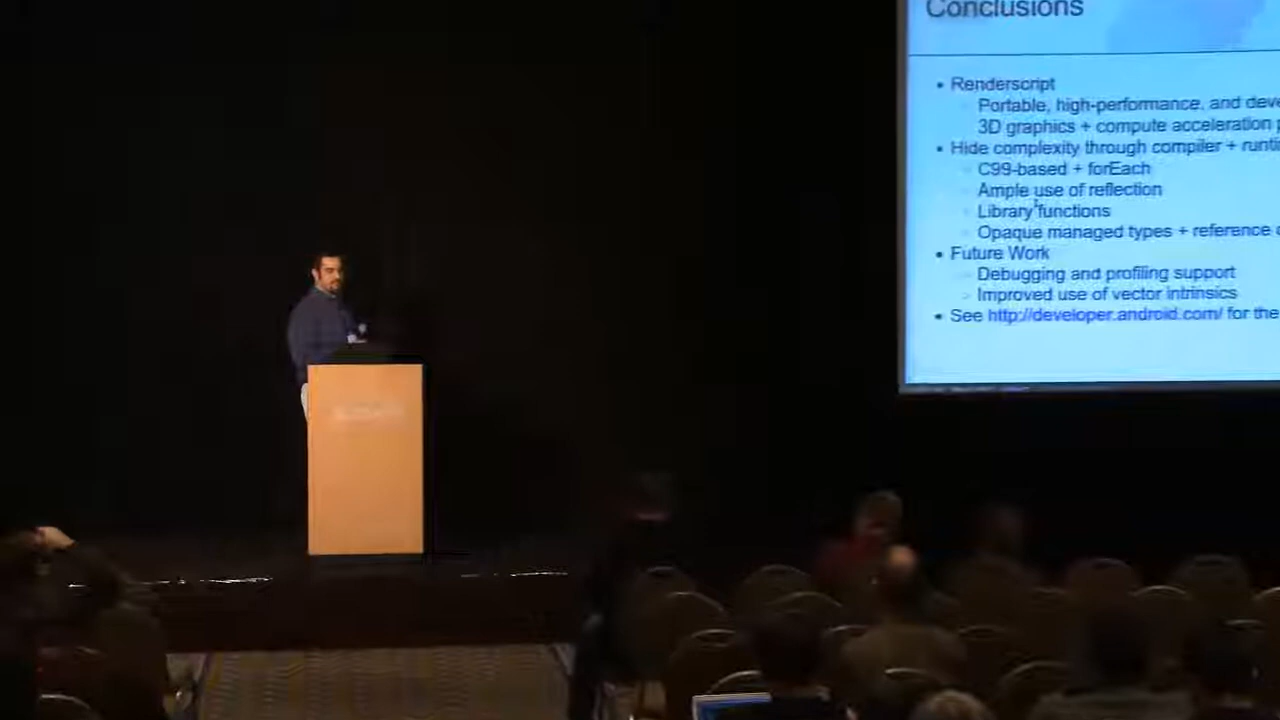 Conclusions
• Renderscript
Portable, high-performance, and deve
3D graphics + compute acceleration
• Hide complexity through compiler + runti
C99-based + forEach
Ample use of reflection
Library functions
Opaque managed types + reference
• Future Work
Debugging and profiling support
Improved use of vector intrinsics
• See http://developer.android.com/ for the